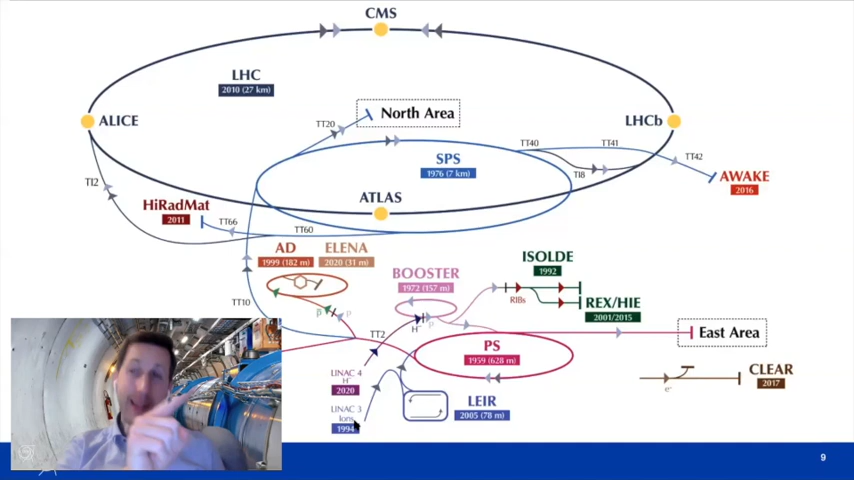 CMS
LHC
2010 (27 km)
ALICE
North Area
TT20
LHCb
TT40
TT41
SPS
1976 (7 km)
TT42
TI8
AWAKE
2016
TI2
ATLAS
HiRadMat
2011
TT66
TT60
AD
1999 (182 m)
ELENA
2020 (31 m)
ISOLDE
1992
BOOSTER
1972 (157 m)
RIBs
REX/HIE
2001/2015
TT10
p
p
H-
p
TT2
East Area
PS
1959 (628 m)
LINAC 4
H-
2020
CLEAR
2017
e-
LEIR
2005 (78 m)
LINAC 3
Ions
1994
9